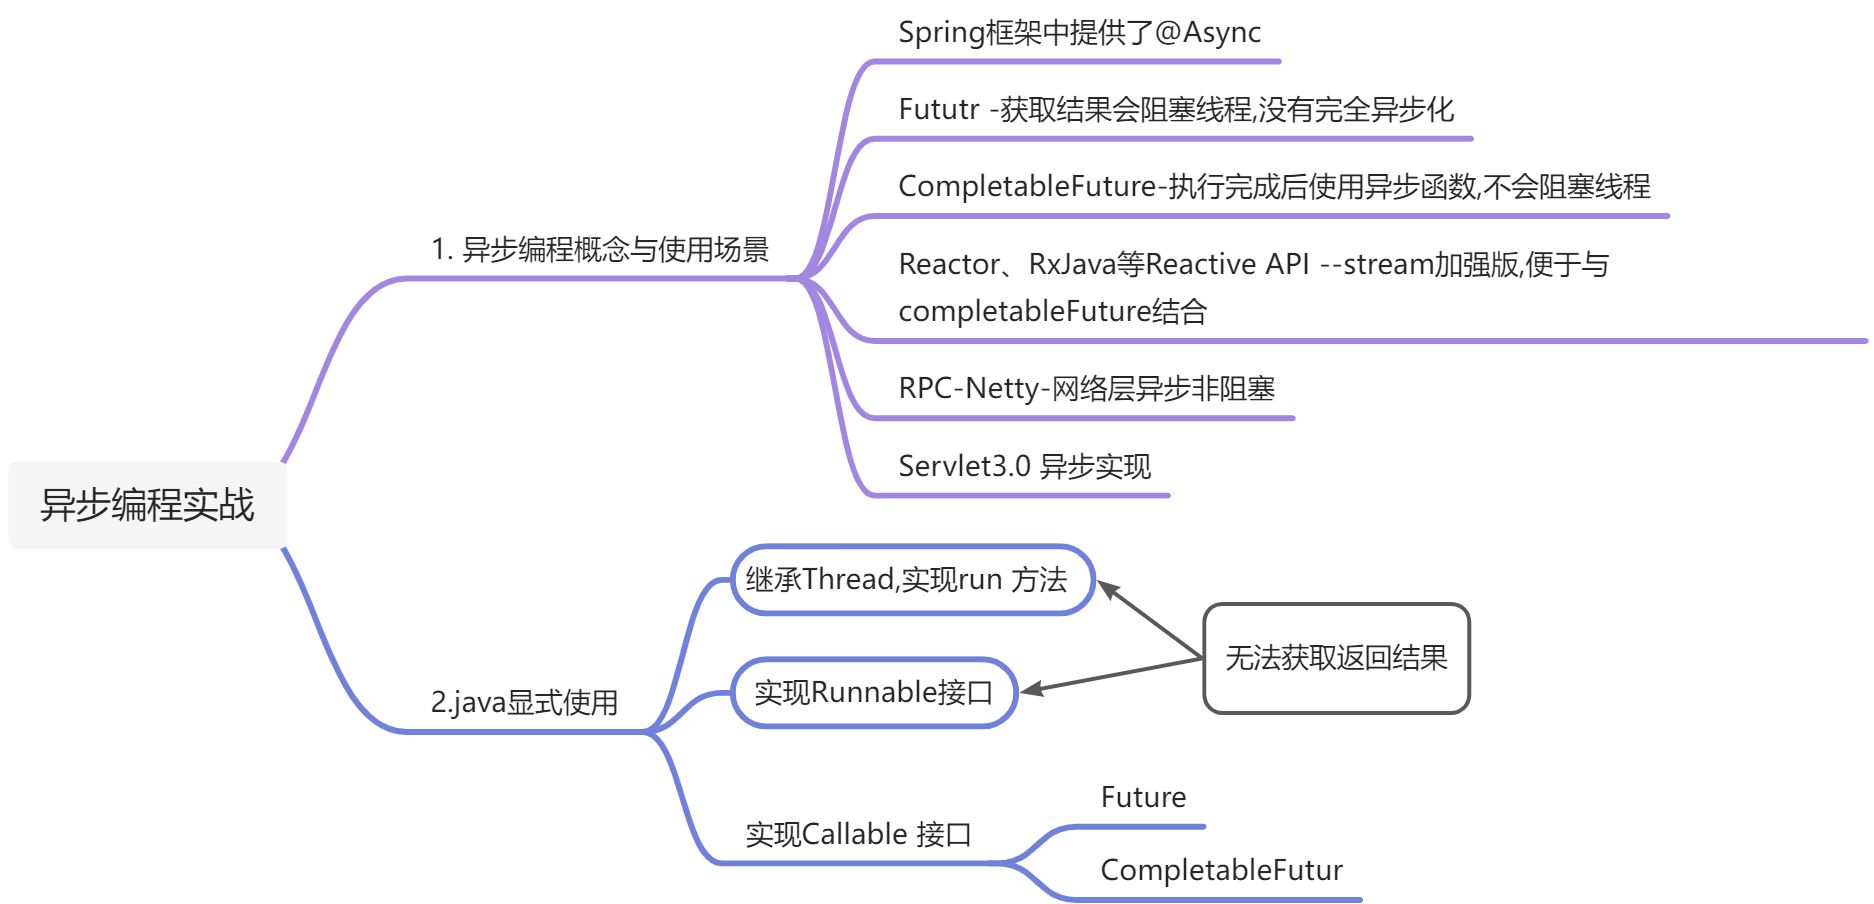 Spring框架中提供了@Async
Fututr -获取结果会阻塞线程,没有完全异步化
CompletableFuture-执行完成后使用异步函数,不会阻塞线程
1. 异步编程概念与使用场景
Reactor、RxJava等Reactive API --stream加强版,便于与
completableFuture结合
RPC-Netty-网络层异步非阻塞
Servlet3.0 异步实现
异步编程实战
继承Thread,实现run 方法
无法获取返回结果
实现Runnable接口
2.java显式使用
实现Callable 接口
Future
CompletableFutur